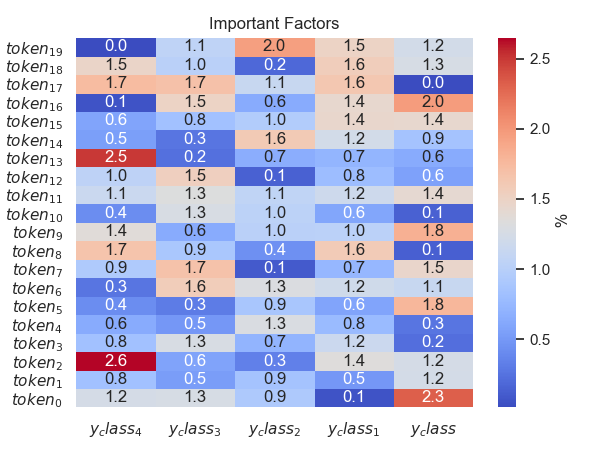 Important Factors
token19 0.0 1.1 2.0 1.5 1.2
token18 1.5 1.0 0.2 1.6 1.3
token17 1.7 1.7 1.1 1.6 0.0
token16 0.1 1.5 0.6 1.4 2.0
token15 0.6 0.8 1.0 1.4 1.4
token14 0.5 0.3 1.6 1.2 0.9
token13 2.5 0.2 0.7 0.7 0.6
token12 1.0 1.5 0.1 0.8 0.6
token11 1.1 1.3 1.1 1.2 1.4
token10 0.4 1.3 1.0 0.6 0.1
token9 1.4 0.6 1.0 1.0 1.8
token8 1.7 0.9 0.4 1.6 0.1
token7 0.9 1.7 0.1 0.7 1.5
token6 0.3 1.6 1.3 1.2 1.1
token5 0.4 0.3 0.9 0.6 1.8
token4 0.6 0.5 1.3 0.8 0.3
token3 0.8 1.3 0.7 1.2 0.2
token2 2.6 0.6 0.3 1.4 1.2
token1 0.8 0.5 0.9 0.5 1.2
token0 1.2 1.3 0.9 0.1 2.3
y_class4 y_class3 y_class2 y_class1 y_class
2.5
2.0
1.5
1.0
0.5
%